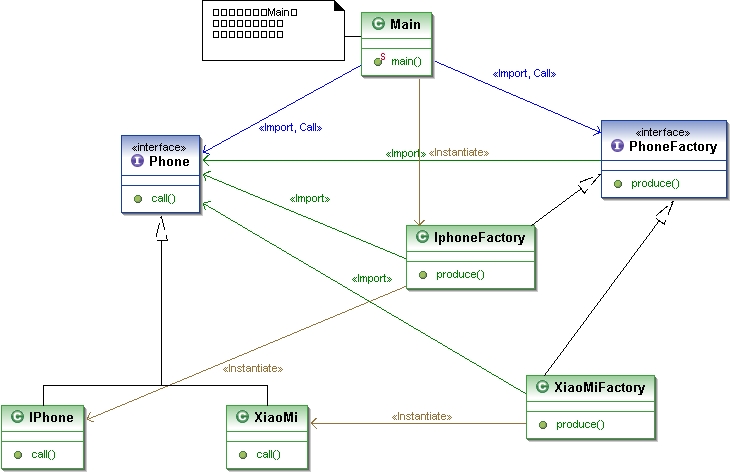 Main
Main
main()
«Import, Call»
«Import, Call»
«interface»
Phone
call()
«interface»
PhoneFactory
produce()
«Import»
«Instantiate»
«Import»
IphoneFactory
produce()
«Import»
«Instantiate»
XiaoMiFactory
produce()
«Instantiate»
IPhone
call()
XiaoMi
call()